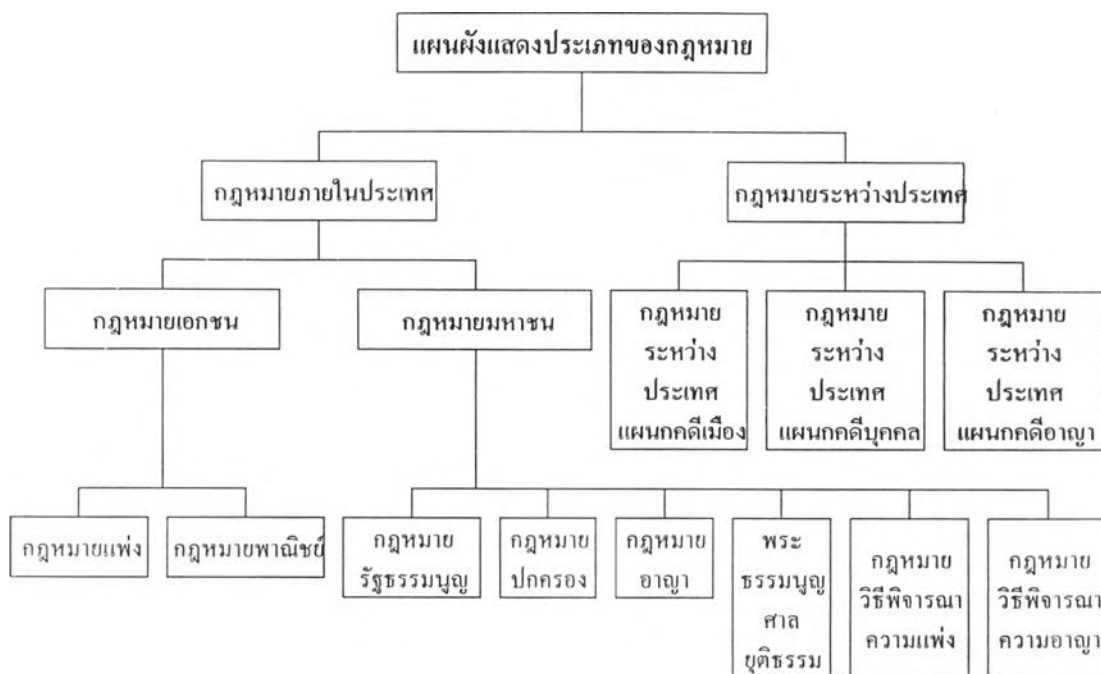 แผนผังแสดงประเภทของกฎหมาย
กฎหมายภายในประเทศ
กฎหมายระหว่างประเทศ
กฎหมายเอกชน
กฎหมายมหาชน
กฎหมาย
ระหว่าง
ประเทศ
แผนกคดีเมือง
กฎหมาย
ระหว่าง
ประเทศ
แผนกคดีบุคคล
กฎหมาย
ระหว่าง
ประเทศ
แผนกคดีอาญา
กฎหมายแพ่ง
กฎหมายพาณิชย์
กฎหมาย
รัฐธรรมนูญ
กฎหมาย
ปกครอง
กฎหมาย
อาญา
พระ
ธรรมนูญ
ศาล
ยุติธรรม
กฎหมาย
วิธีพิจารณา
ความแพ่ง
กฎหมาย
วิธีพิจารณา
ความอาญา